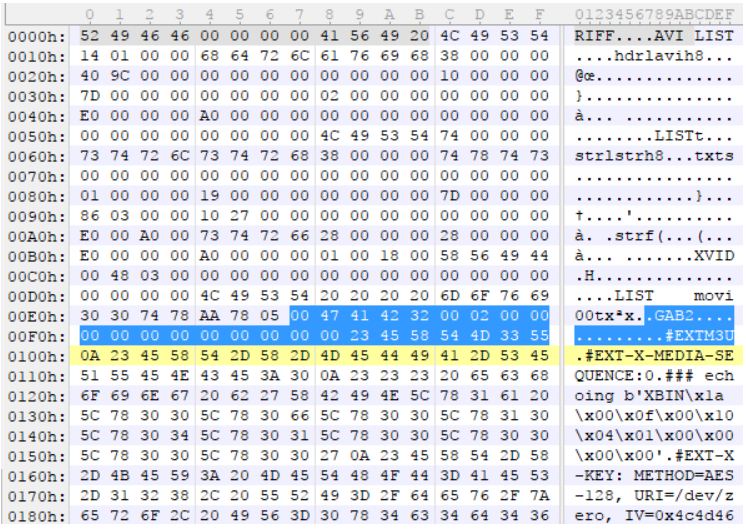 0 1 2 3 4 5 6 7 8 9 A B C D E F 0123456789ABCDEF
0000h: 52 49 46 46 00 00 00 00 41 56 49 20 4C 49 53 54 RIFF....AVI LIST
0010h: 14 01 00 00 68 64 72 6C 61 76 69 68 38 00 00 00 ....hdrlavih8...
0020h: 40 9C 00 00 00 00 00 00 00 00 00 00 10 00 00 00 @œ..............
0030h: 7D 00 00 00 00 00 00 00 02 00 00 00 00 00 00 00 }...............
0040h: E0 00 00 00 A0 00 00 00 00 00 00 00 00 00 00 00 à... ...........
0050h: 00 00 00 00 00 00 00 00 4C 49 53 54 74 00 00 00 ........LISTt...
0060h: 73 74 72 6C 73 74 72 68 38 00 00 00 74 78 74 73 strlstrh8...txts
0070h: 00 00 00 00 00 00 00 00 00 00 00 00 00 00 00 00 ................
0080h: 01 00 00 00 19 00 00 00 00 00 00 00 7D 00 00 00 ............}...
0090h: 86 03 00 00 10 27 00 00 00 00 00 00 00 00 00 00 †....'..........
00A0h: E0 00 A0 00 73 74 72 66 28 00 00 00 28 00 00 00 à. .strf(...(...
00B0h: E0 00 00 00 A0 00 00 00 01 00 18 00 58 56 49 44 à... .......XVID
00C0h: 00 48 03 00 00 00 00 00 00 00 00 00 00 00 00 00 .H..............
00D0h: 00 00 00 00 4C 49 53 54 20 20 20 20 6D 6F 76 69 ....LIST    movi
00E0h: 30 30 74 78 AA 78 05 00 47 41 42 32 00 02 00 00 00txªx..GAB2....
00F0h: 00 00 00 00 00 00 00 00 00 23 45 58 54 4D 33 55 .........#EXTM3U
0100h: 0A 23 45 58 54 2D 58 2D 4D 45 44 49 41 2D 53 45 .#EXT-X-MEDIA-SE
0110h: 51 55 45 4E 43 45 3A 30 0A 23 23 23 20 65 63 68 QUENCE:0.### ech
0120h: 6F 69 6E 67 20 62 27 58 42 49 4E 5C 78 31 61 20 oing b'XBIN\x1a
0130h: 5C 78 30 30 5C 78 30 66 5C 78 30 30 5C 78 31 30 \x00\x0f\x00\x10
0140h: 5C 78 30 34 5C 78 30 31 5C 78 30 30 5C 78 30 30 \x04\x01\x00\x00
0150h: 5C 78 30 30 5C 78 30 30 27 0A 23 45 58 54 2D 58 \x00\x00'.#EXT-X
0160h: 2D 4B 45 59 3A 20 4D 45 54 48 4F 44 3D 41 45 53 -KEY: METHOD=AES
0170h: 2D 31 32 38 2C 20 55 52 49 3D 2F 64 65 76 2F 7A -128, URI=/dev/z
0180h: 65 72 6F 2C 20 49 56 3D 30 78 34 63 34 64 34 36 ero, IV=0x4c4d46